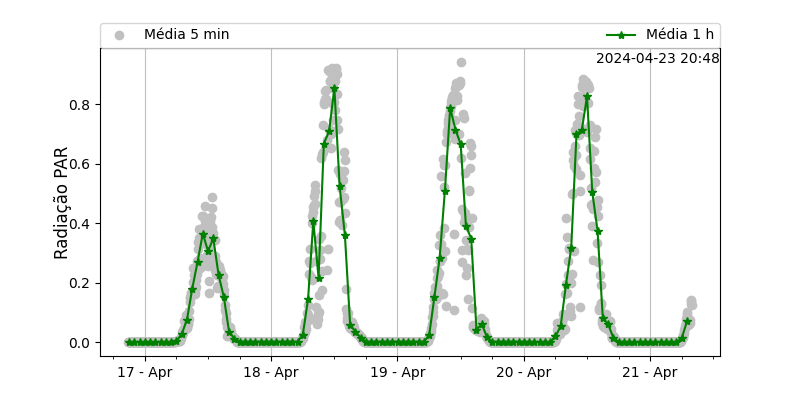 Média 5 min
Média 1 h
2024-04-23 20:48
Radiação PAR
0.8
0.6
0.4
0.2
0.0
17 - Apr
18 - Apr
19 - Apr
20 - Apr
21 - Apr